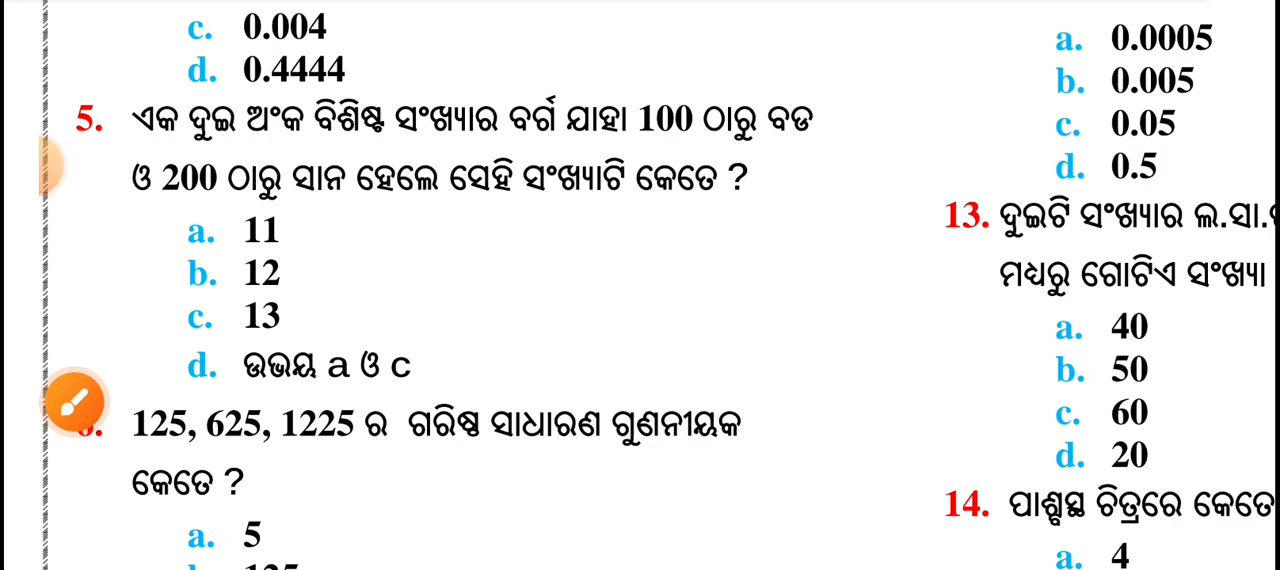 c. 0.004
d. 0.4444
5. ଏକ ଦୁଇ ଅଂକ ବିଶିଷ୍ଟ ସଂଖ୍ୟାର ବର୍ଗ ଯାହା 100 ଠାରୁ ବଡ
ଓ 200 ଠାରୁ ସାନ ହେଲେ ସେହି ସଂଖ୍ୟାଟି କେତେ ?
a. 11
b. 12
c. 13
d. ଉଭୟ a ଓ c
125, 625, 1225 ର ଗରିଷ୍ଠ ସାଧାରଣ ଗୁଣନୀୟକ
କେତେ ?
a. 5
a. 0.0005
b. 0.005
c. 0.05
d. 0.5
13. ଦୁଇଟି ସଂଖ୍ୟାର ଲ.ସା.
ମଧ୍ୟରୁ ଗୋଟିଏ ସଂଖ୍ୟା
a. 40
b. 50
c. 60
d. 20
14. ପାଶ୍ବସ୍ଥ ଚିତ୍ରରେ କେତେ
a. 4